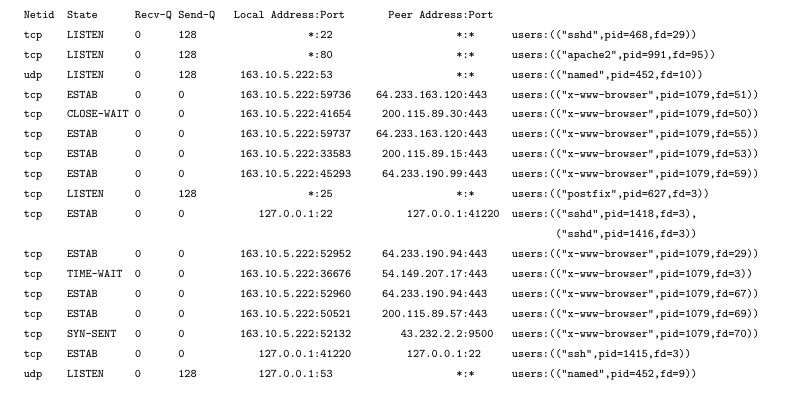 Netid State Recv-Q Send-Q Local Address:Port Peer Address:Port
tcp LISTEN 0 128 *:22 *:* users:(("sshd",pid=468,fd=29))
tcp LISTEN 0 128 *:80 *:* users:(("apache2",pid=991,fd=95))
udp LISTEN 0 128 163.10.5.222:53 *:* users:(("named",pid=452,fd=10))
tcp ESTAB 0 0 163.10.5.222:59736 64.233.163.120:443 users:(("x-www-browser",pid=1079,fd=51))
tcp CLOSE-WAIT 0 0 163.10.5.222:41654 200.115.89.30:443 users:(("x-www-browser",pid=1079,fd=50))
tcp ESTAB 0 0 163.10.5.222:59737 64.233.163.120:443 users:(("x-www-browser",pid=1079,fd=55))
tcp ESTAB 0 0 163.10.5.222:33583 200.115.89.15:443 users:(("x-www-browser",pid=1079,fd=53))
tcp ESTAB 0 0 163.10.5.222:45293 64.233.190.99:443 users:(("x-www-browser",pid=1079,fd=59))
tcp LISTEN 0 128 *:25 *:* users:(("postfix",pid=627,fd=3))
tcp ESTAB 0 0 127.0.0.1:22 127.0.0.1:41220 users:(("sshd",pid=1418,fd=3),
("sshd",pid=1416,fd=3))
tcp ESTAB 0 0 163.10.5.222:52952 64.233.190.94:443 users:(("x-www-browser",pid=1079,fd=29))
tcp TIME-WAIT 0 0 163.10.5.222:36676 54.149.207.17:443 users:(("x-www-browser",pid=1079,fd=3))
tcp ESTAB 0 0 163.10.5.222:52960 64.233.190.94:443 users:(("x-www-browser",pid=1079,fd=67))
tcp ESTAB 0 0 163.10.5.222:50521 200.115.89.57:443 users:(("x-www-browser",pid=1079,fd=69))
tcp SYN-SENT 0 0 163.10.5.222:52132 43.232.2.2:9500 users:(("x-www-browser",pid=1079,fd=70))
tcp ESTAB 0 0 127.0.0.1:41220 127.0.0.1:22 users:(("ssh",pid=1415,fd=3))
udp LISTEN 0 128 127.0.0.1:53 *:* users:(("named",pid=452,fd=9))